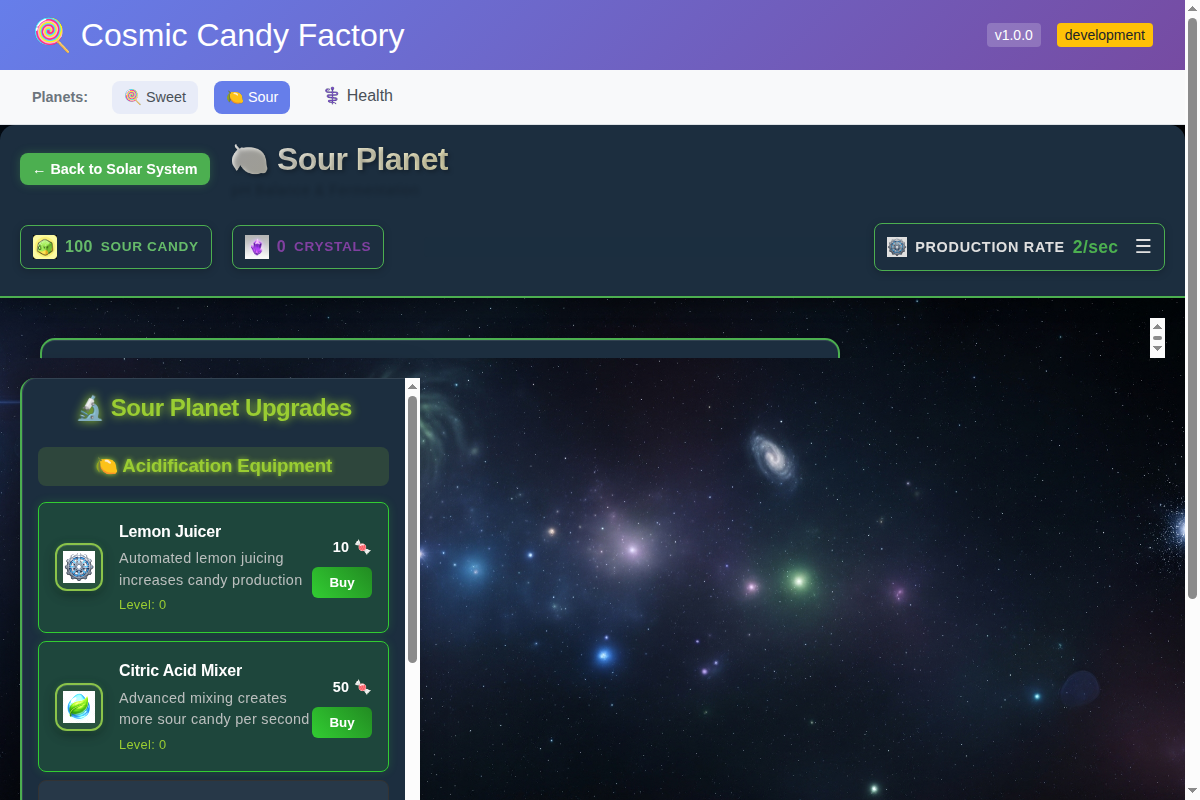 Cosmic Candy Factory
v1.0.0
development
Planets:
Sweet
Sour
Health
← Back to Solar System
Sour Planet
100 SOUR CANDY
0 CRYSTALS
PRODUCTION RATE 2/sec
Sour Planet Upgrades
Acidification Equipment
Lemon Juicer
Automated lemon juicing
increases candy production
Level: 0
10
Buy
Citric Acid Mixer
Advanced mixing creates
more sour candy per second
Level: 0
50
Buy